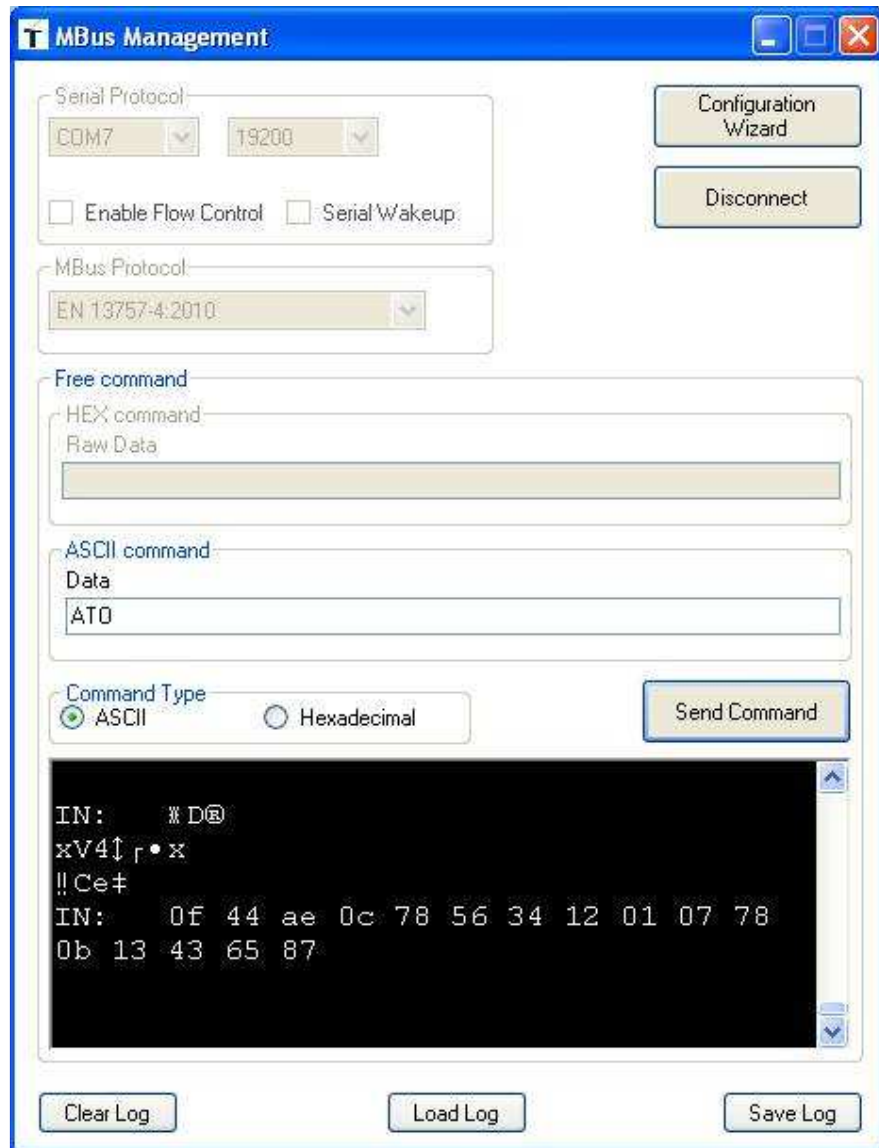 MBus Management
Serial Protocol
COM7 19200
Enable Flow Control Serial Wakeup
Configuration
Wizard
Disconnect
MBus Protocol
EN 13757-4:2010
Free command
HEX command
Raw Data
ASCII command
Data
ATO
Command Type
ASCII Hexadecimal
Send Command
IN: D®
xV4↕┌•x
‼Ce‡
IN: 0f 44 ae 0c 78 56 34 12 01 07 78
0b 13 43 65 87
Clear Log Load Log Save Log